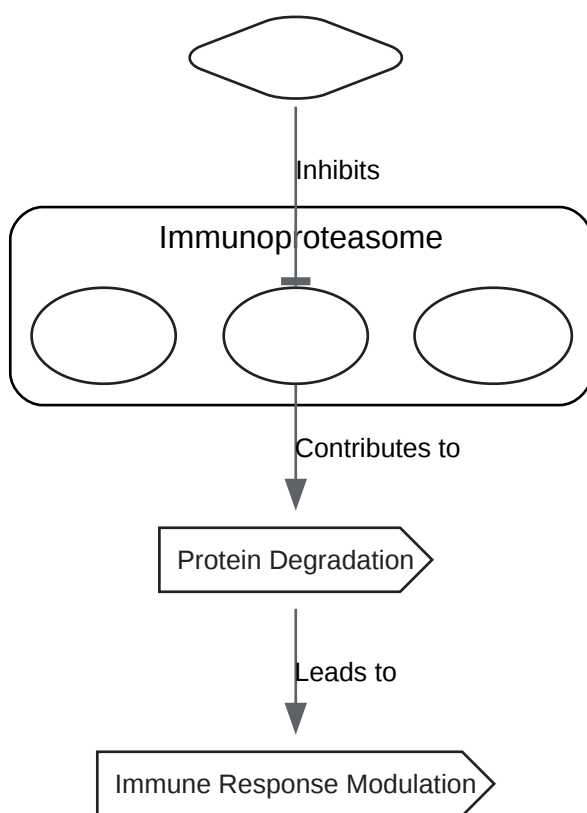 Inhibits
Immunoproteasome
Contributes to
Protein Degradation
Leads to
Immune Response Modulation